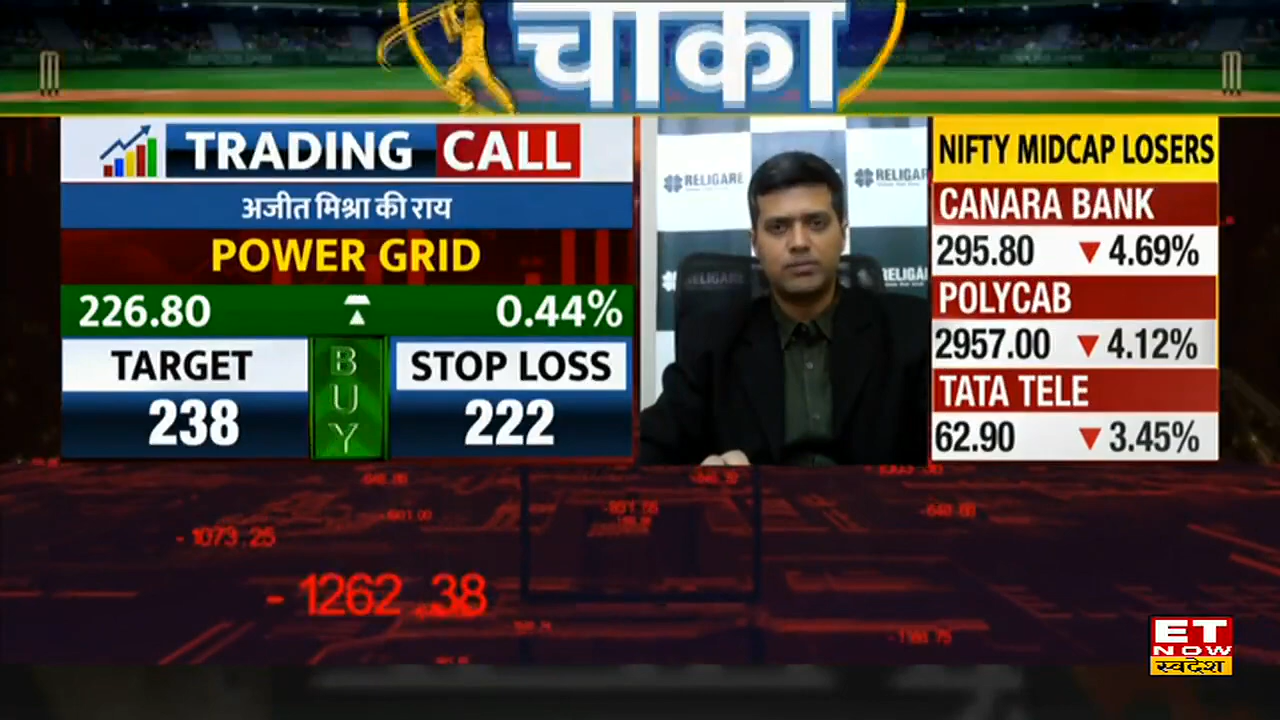 चौका
TRADING CALL
अजीत मिश्रा की राय
POWER GRID
226.80 0.44%
TARGET
238
BUY
STOP LOSS
222
RELIGARE
RELIGAR
RELIGA
NIFTY MIDCAP LOSERS
CANARA BANK
295.80 4.69%
POLYCAB
2957.00 4.12%
TATA TELE
62.90 3.45%
-1073.25
-1262.38
ET
NOW
स्वदेश